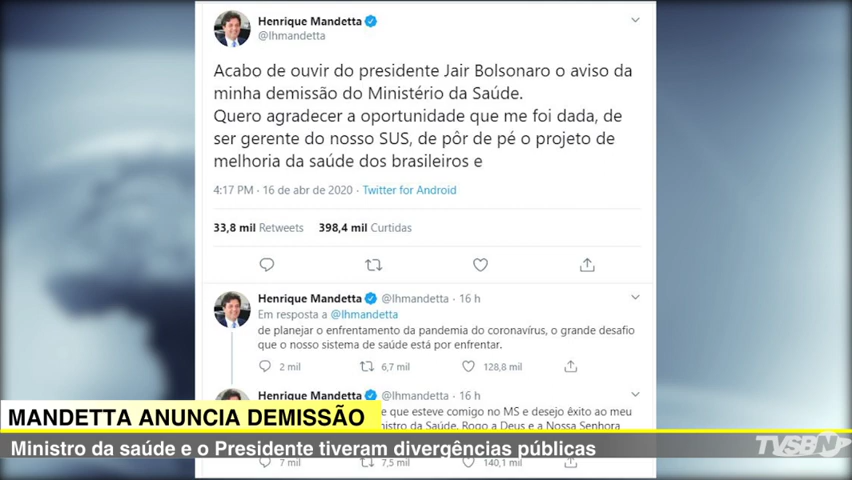 Henrique Mandetta
@lhmandetta
Acabo de ouvir do presidente Jair Bolsonaro o aviso da
minha demissão do Ministério da Saúde.
Quero agradecer a oportunidade que me foi dada, de
ser gerente do nosso SUS, de pôr de pé o projeto de
melhoria da saúde dos brasileiros e
4:17 PM · 16 de abr de 2020 · Twitter for Android
33,8 mil Retweets 398,4 mil Curtidas
Henrique Mandetta @lhmandetta · 16 h
Em resposta a @lhmandetta
de planejar o enfrentamento da pandemia do coronavírus, o grande desafio
que o nosso sistema de saúde está por enfrentar.
2 mil 6,7 mil 128,8 mil
Henrique Mandetta @lhmandetta · 16 h
e que esteve comigo no MS e desejo êxito ao meu
nistro da Saúde. Rogo a Deus e a Nossa Senhora
MANDETTA ANUNCIA DEMISSÃO
Ministro da saúde e o Presidente tiveram divergências públicas
TVSBN
7 mil 7,5 mil 140,1 mil